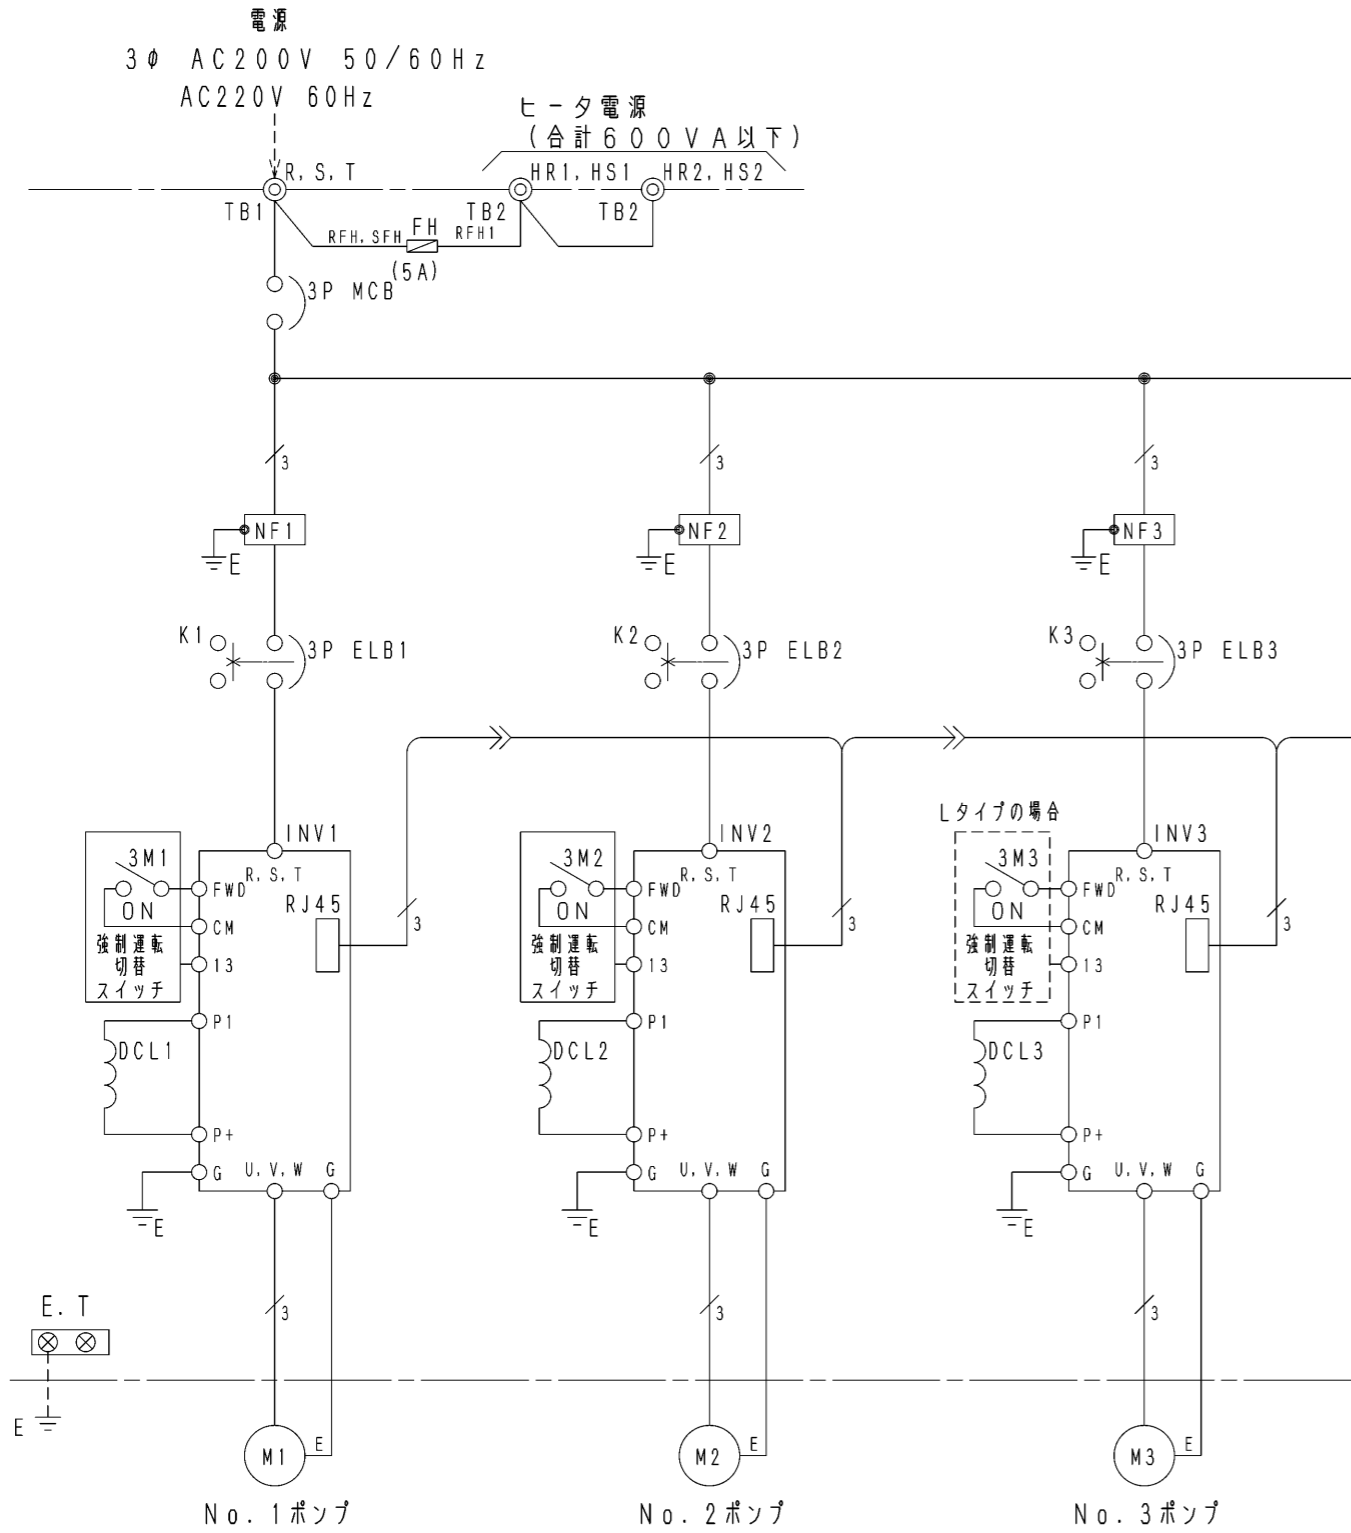 電源
3φ AC200V 50/60Hz
AC220V 60Hz
ヒータ電源
(合計600VA以下)
R,S,T
HR1,HS1
HR2,HS2
TB1
TB2
TB2
RFH,SFH
FH
RFH1
(5A)
3P MCB
3
3
3
NF1
NF2
NF3
E
E
E
K1
3P ELB1
K2
3P ELB2
K3
3P ELB3
Lタイプの場合
INV1
INV2
INV3
3M1
R,S,T
3M2
R,S,T
3M3
R,S,T
FWD
FWD
FWD
ON
RJ45
ON
RJ45
ON
RJ45
CM
3
CM
3
CM
3
強制運転
切替
スイッチ
13
強制運転
切替
スイッチ
13
強制運転
切替
スイッチ
13
P1
P1
P1
DCL1
DCL2
DCL3
P+
P+
P+
G
U,V,W
G
G
U,V,W
G
G
U,V,W
G
E
E
E
E.T
3
3
3
E
M1
E
M2
E
M3
E
No.1ポンプ
No.2ポンプ
No.3ポンプ